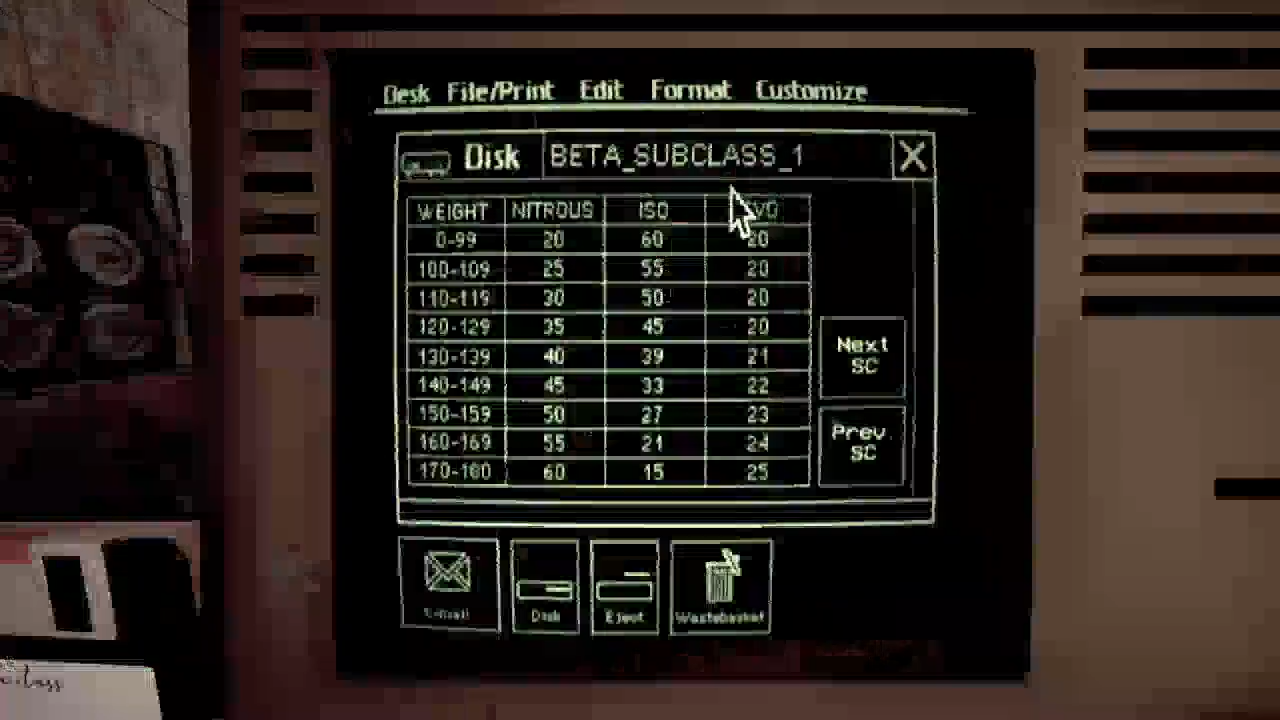 Desk File/Print Edit Format Customize
Disk BETA_SUBCLASS_1 X
WEIGHT NITROUS ISO
0-99 20 60 20
100-109 25 55 20
110-119 30 50 20
120-129 35 45 20
130-139 40 39 21
140-149 45 33 22
150-159 50 27 23
160-169 55 21 24
170-180 60 15 25
Next
SC
Prev
SC
Disk Eject Wastebasket